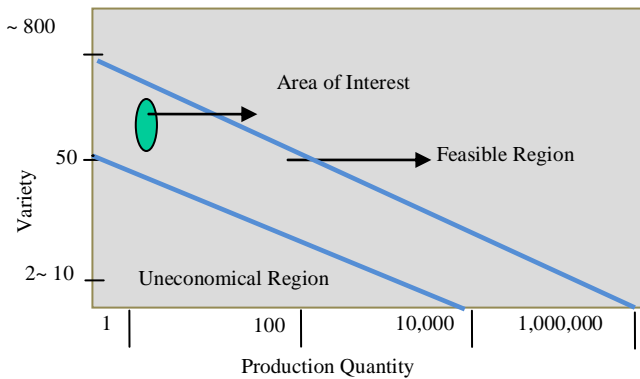 ~ 800
Area of Interest
Feasible Region
50
Variety
2~ 10
Uneconomical Region
1
100
10,000
1,000,000
Production Quantity